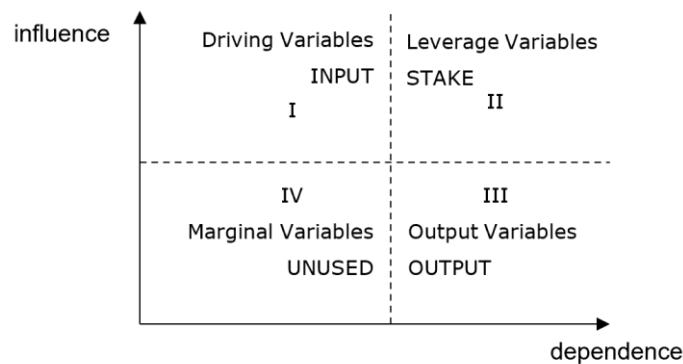 influence
Driving Variables
INPUT
I
Leverage Variables
STAKE
II
IV
Marginal Variables
UNUSED
III
Output Variables
OUTPUT
dependence